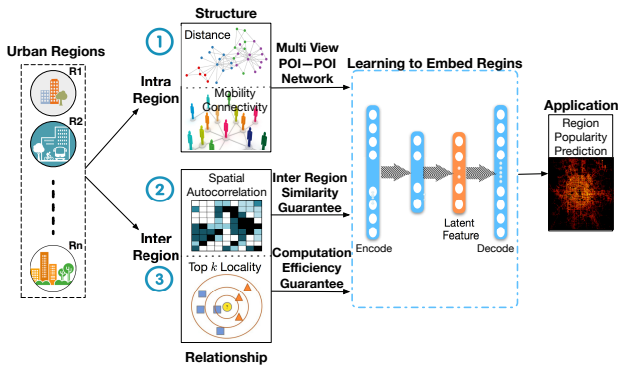 Urban Regions
R1
R2
Rn
Intra
Region
Inter
Region
Structure
1
Distance
Mobility
Connectivity
2
Spatial
Autocorrelation
3
Top k Locality
?
Relationship
Multi View
POI—POI
Network
Inter Region
Similarity
Guarantee
Computation
Efficiency
Guarantee
Learning to Embed Regins
Encode
Latent
Feature
Decode
Application
Region
Popularity
Prediction